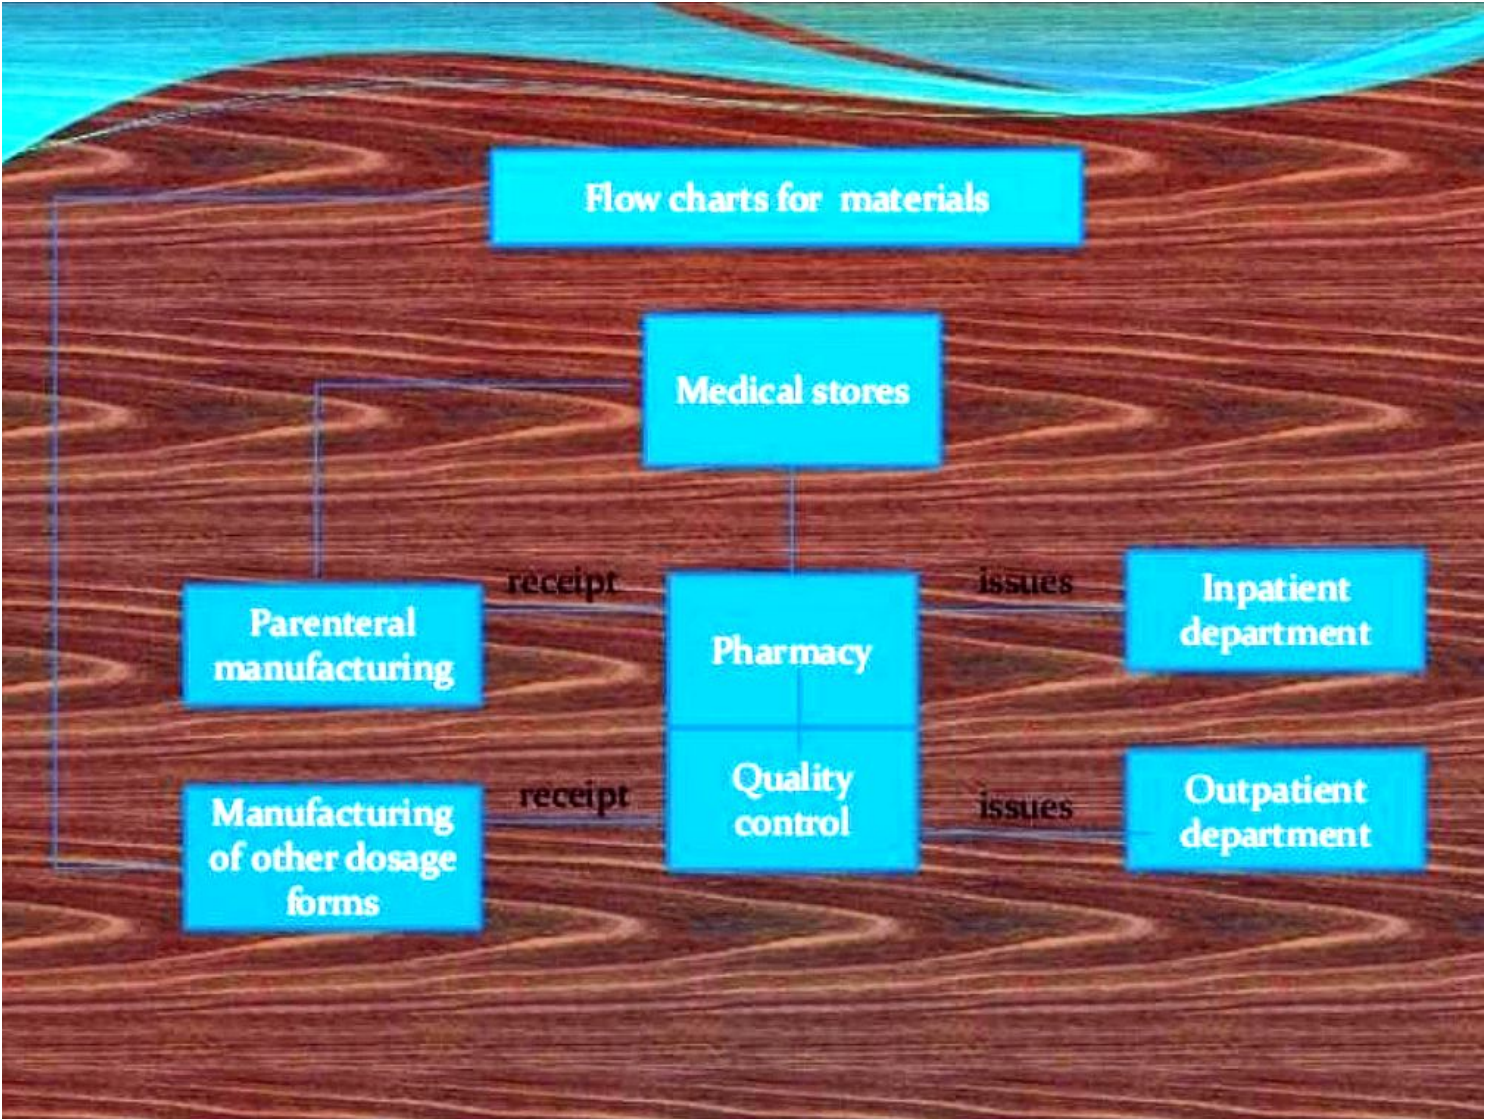 Flow charts for materials
Medical stores
receipt
issues
Inpatient
department
Parenteral
manufacturing
Pharmacy
receipt
issues
Quality
control
Outpatient
department
Manufacturing
of other dosage
forms